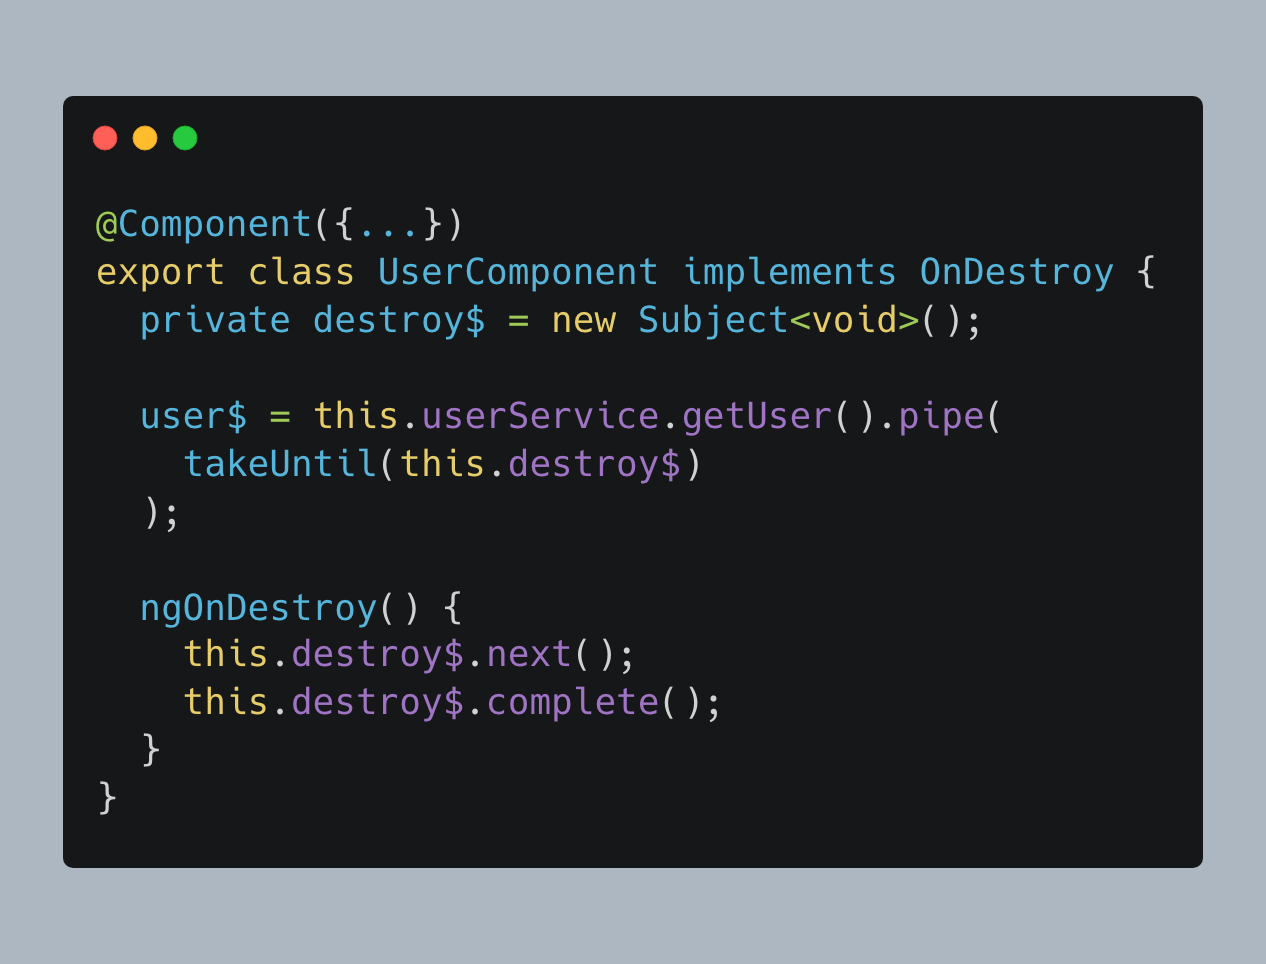 @Component({...})
export class UserComponent implements OnDestroy {
  private destroy$ = new Subject<void>();

  user$ = this.userService.getUser().pipe(
    takeUntil(this.destroy$)
  );

  ngOnDestroy() {
    this.destroy$.next();
    this.destroy$.complete();
  }
}